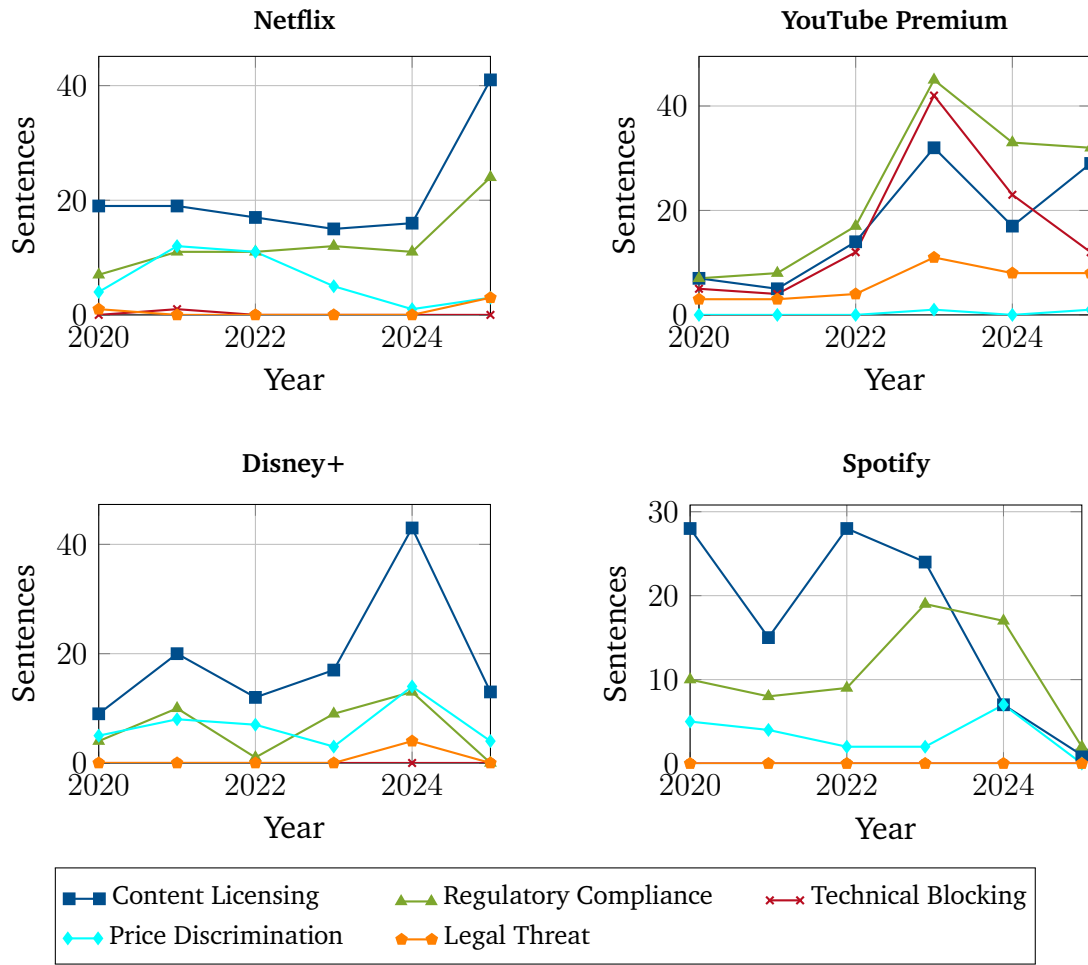 Netflix
YouTube Premium
Sentences
40
20
0
2020 2022 2024
Year
Sentences
40
20
0
2020 2022 2024
Year
Disney+
Spotify
Sentences
40
20
0
2020 2022 2024
Year
Sentences
30
20
10
0
2020 2022 2024
Year
Content Licensing Regulatory Compliance Technical Blocking
Price Discrimination Legal Threat